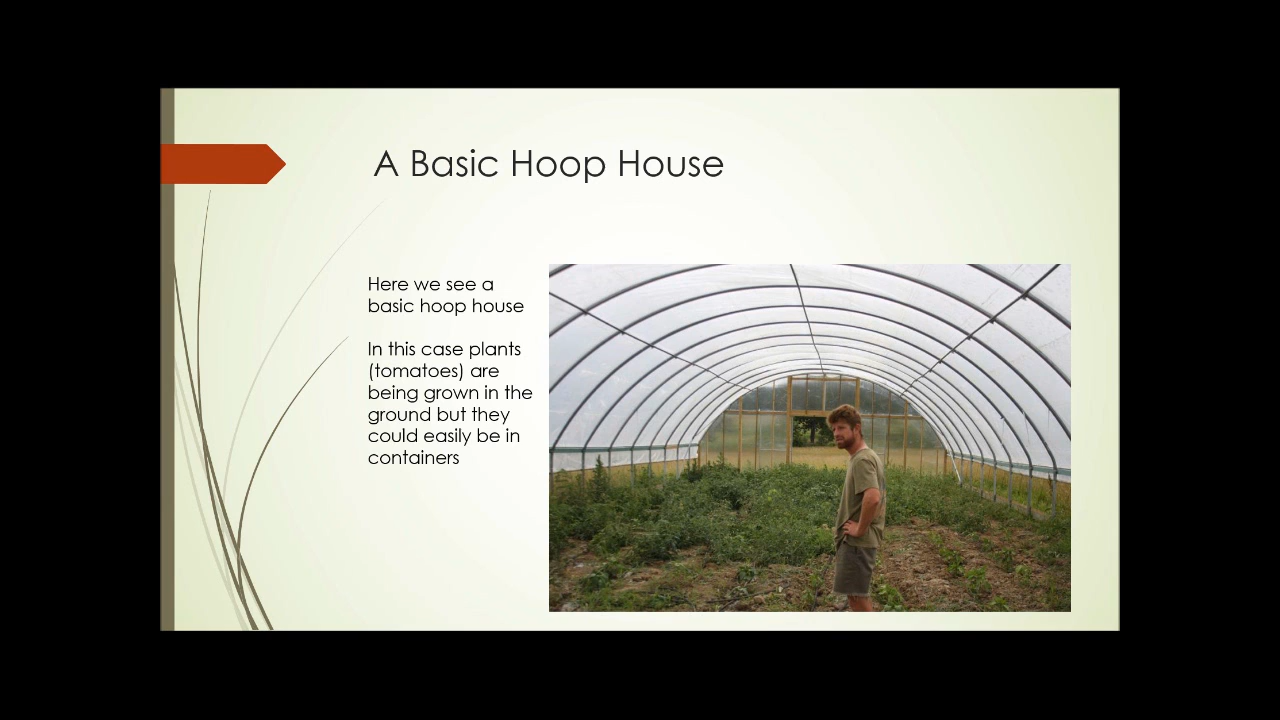 A Basic Hoop House
Here we see a
basic hoop house
In this case plants
(tomatoes) are
being grown in the
ground but they
could easily be in
containers